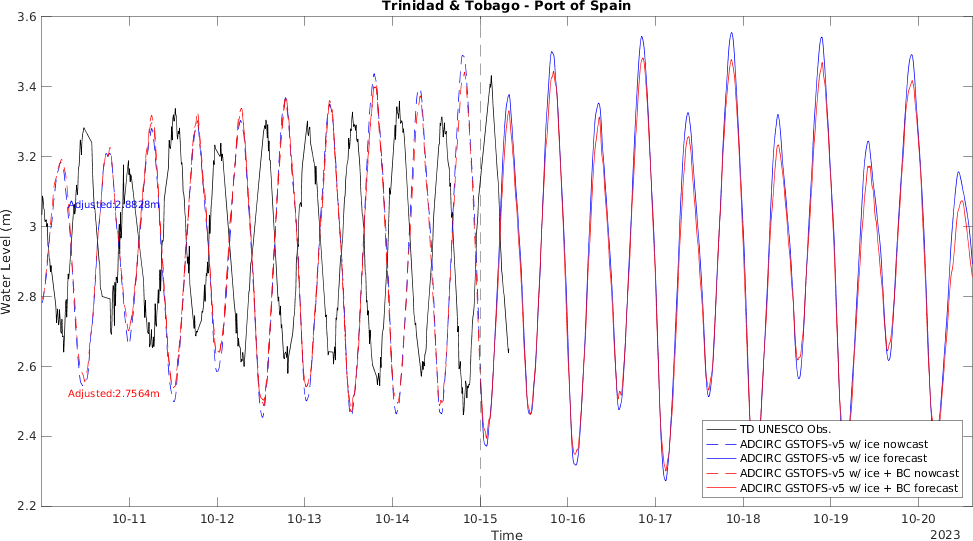 Trinidad & Tobago - Port of Spain
3.6
3.4
3.2
3
2.8
2.6
2.4
2.2
Water Level (m)
Adjusted:2.8828m
Adjusted:2.7564m
TD UNESCO Obs.
ADCIRC GSTOFS-v5 w/ ice nowcast
ADCIRC GSTOFS-v5 w/ ice forecast
ADCIRC GSTOFS-v5 w/ ice + BC nowcast
ADCIRC GSTOFS-v5 w/ ice + BC forecast
10-11 10-12 10-13 10-14 10-15 10-16 10-17 10-18 10-19 10-20
Time
2023